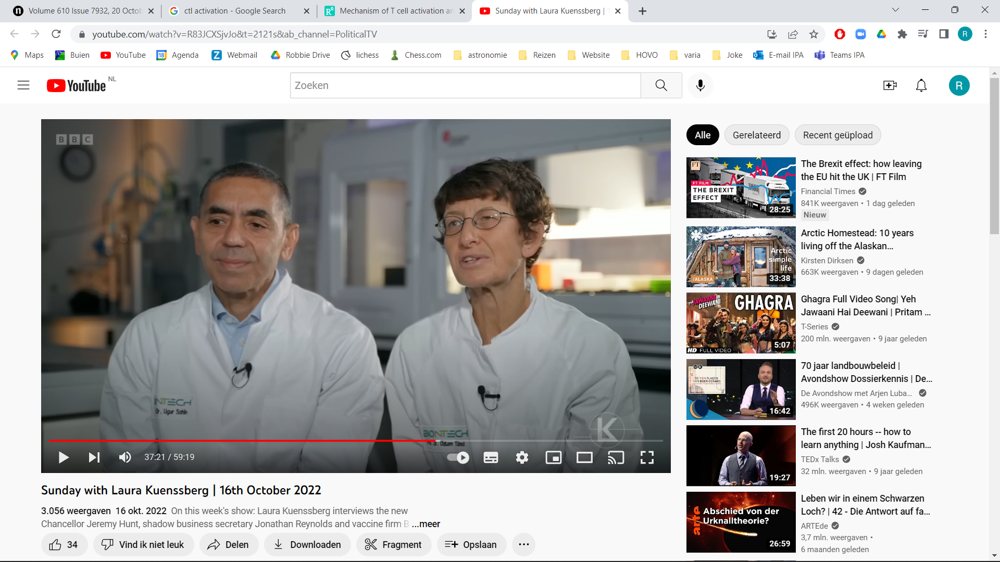 Volume 610 Issue 7932, 20 Octob
ctl activation - Google Search
Mechanism of T cell activation an
Sunday with Laura Kuenssberg |
youtube.com/watch?v=R83JCXSjvJo&t=2121s&ab_channel=PoliticalTV
R
Maps
Buien
YouTube
18
Agenda
Webmail
Robbie Drive
lichess
Chess.com
astronomie
Reizen
Website
HOVO
varia
Joke
E-mail IPA
Teams IPA
YouTube NL
Zoeken
R
BBC
BIONTECH
K
37:21 / 59:19
Sunday with Laura Kuenssberg | 16th October 2022
3.056 weergaven 16 okt. 2022 On this week's show: Laura Kuenssberg interviews the new
Chancellor Jeremy Hunt, shadow business secretary Jonathan Reynolds and vaccine firm B ...meer
34
Vind ik niet leuk
Delen
Downloaden
Fragment
Opslaan
Alle
Gerelateerd
Recent geüpload
FT
FT FILM
THE BREXIT
EFFECT
28:25
The Brexit effect: how leaving
the EU hit the UK | FT Film
Financial Times
841K weergaven • 1 dag geleden
Nieuw
Arctic
simple
life
/ALASKA
33:38
Arctic Homestead: 10 years
living off the Alaskan...
Kirsten Dirksen
663K weergaven • 9 dagen geleden
yeh JAWAANI hai
DEEWANI
GHAGRA
HD FULL VIDEO
5:07
Ghagra Full Video Song| Yeh
Jawaani Hai Deewani | Pritam ...
T-Series
200 mln. weergaven • 9 jaar geleden
DE TIEN PLAGEN
VAN BOER GERARD
16:42
70 jaar landbouwbeleid |
Avondshow Dossierkennis | De...
De Avondshow met Arjen Luba...
496K weergaven • 4 weken geleden
19:27
The first 20 hours -- how to
learn anything | Josh Kaufman...
TEDx Talks
32 mln. weergaven • 9 jaar geleden
arte
Abschied von der
Urknalltheorie?
26:59
Leben wir in einem Schwarzen
Loch? | 42 - Die Antwort auf fa...
ARTEde
3,7 mln. weergaven •
6 maanden geleden